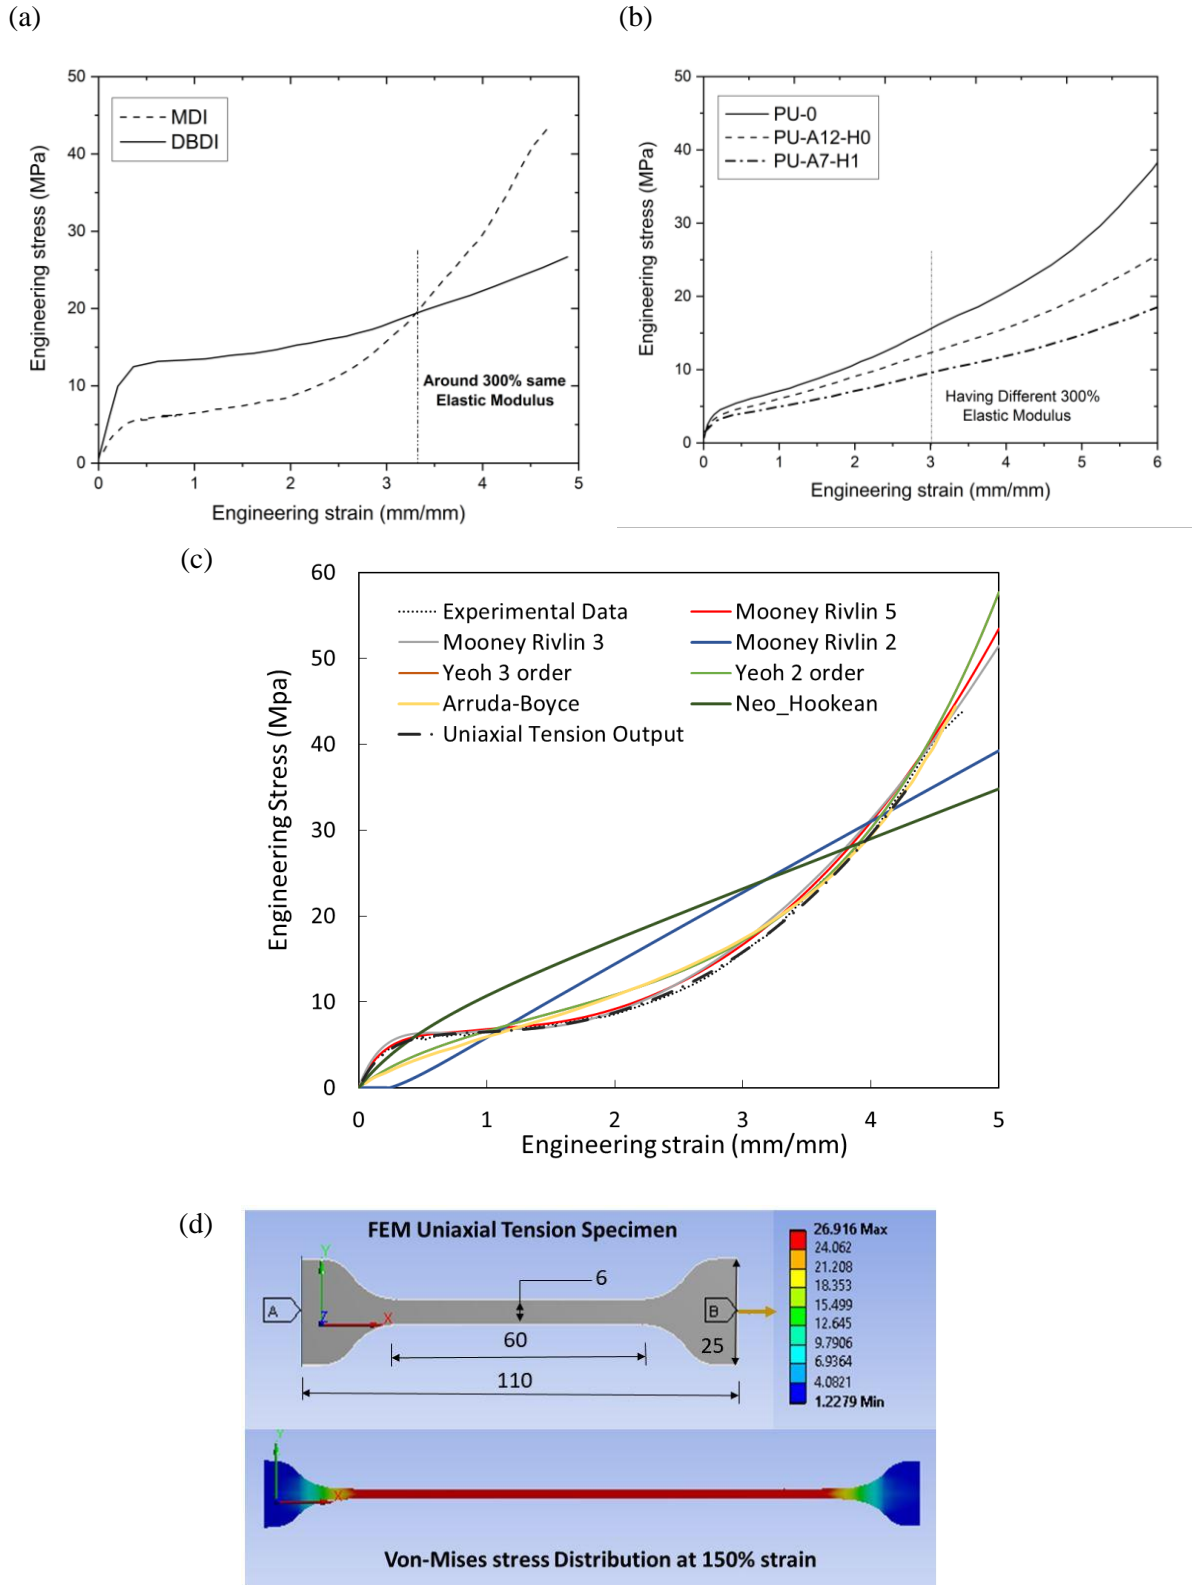 (a)
(b)
50
40
30
20
10
0
0 1 2 3 4 5
Engineering stress (MPa)
Engineering strain (mm/mm)
MDI
DBDI
Around 300% same
Elastic Modulus
50
40
30
20
10
0
0 1 2 3 4 5 6
Engineering stress (MPa)
Engineering strain (mm/mm)
PU-0
PU-A12-H0
PU-A7-H1
Having Different 300%
Elastic Modulus
(c)
60
50
40
30
20
10
0
0 1 2 3 4 5
Engineering Stress (Mpa)
Engineering strain (mm/mm)
Experimental Data Mooney Rivlin 5
Mooney Rivlin 3 Mooney Rivlin 2
Yeoh 3 order Yeoh 2 order
Arruda-Boyce Neo_Hookean
Uniaxial Tension Output
(d)
FEM Uniaxial Tension Specimen
Y
A
Z
X
6
B
60
25
110
26.916 Max
24.062
21.208
18.353
15.499
12.645
9.7906
6.9364
4.0821
1.2279 Min
Y
X
Von-Mises stress Distribution at 150% strain